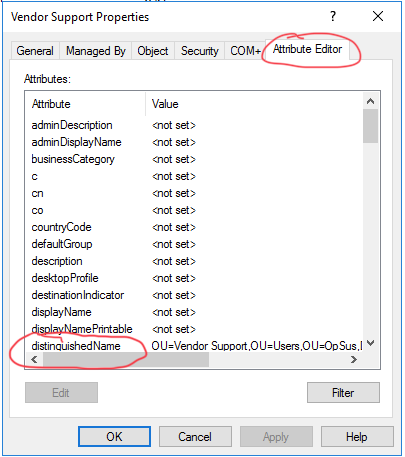 Vendor Support Properties
General Managed By Object Security COM+ Attribute Editor
Attributes:
Attribute Value
adminDescription <not set>
adminDisplayName <not set>
businessCategory <not set>
c <not set>
cn <not set>
co <not set>
countryCode <not set>
defaultGroup <not set>
description <not set>
desktopProfile <not set>
destinationIndicator <not set>
displayName <not set>
displayNamePrintable <not set>
distinguishedName OU=Vendor Support,OU=Users,OU=OpSus,
Edit Filter
OK Cancel Apply Help